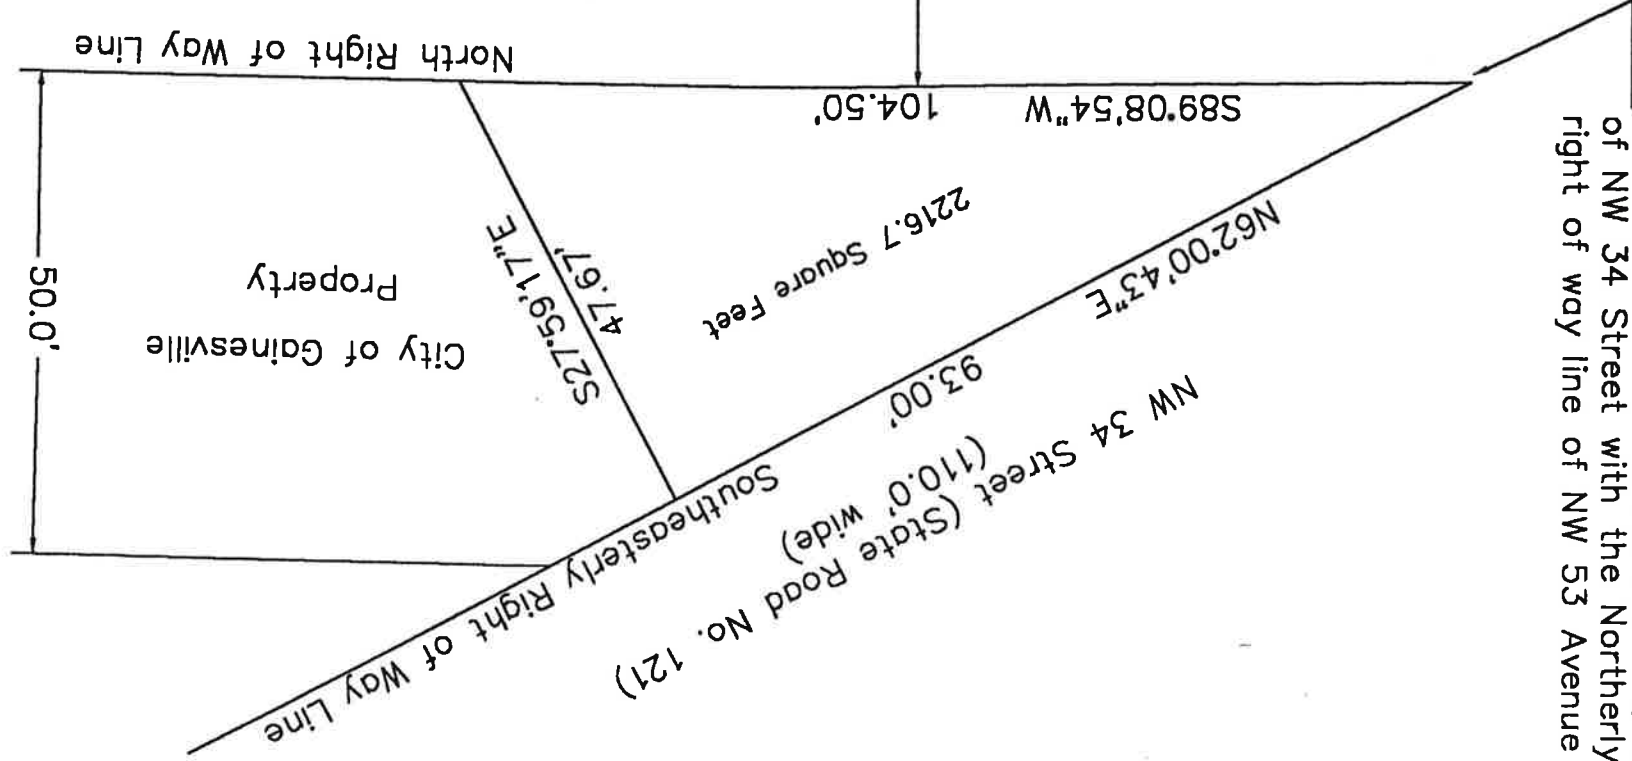 of NW 34 Street with the Northerly
right of way line of NW 53 Avenue
NW 34 Street (State Road No. 121)
(110.0' wide)
Southeasterly Right of Way Line
N62°00'43"E
93.00'
2216.7 Square Feet
S27°59'17"E
47.67'
City of Gainesville
Property
50.0'
S89°08'54"W
104.50'
North Right of Way Line